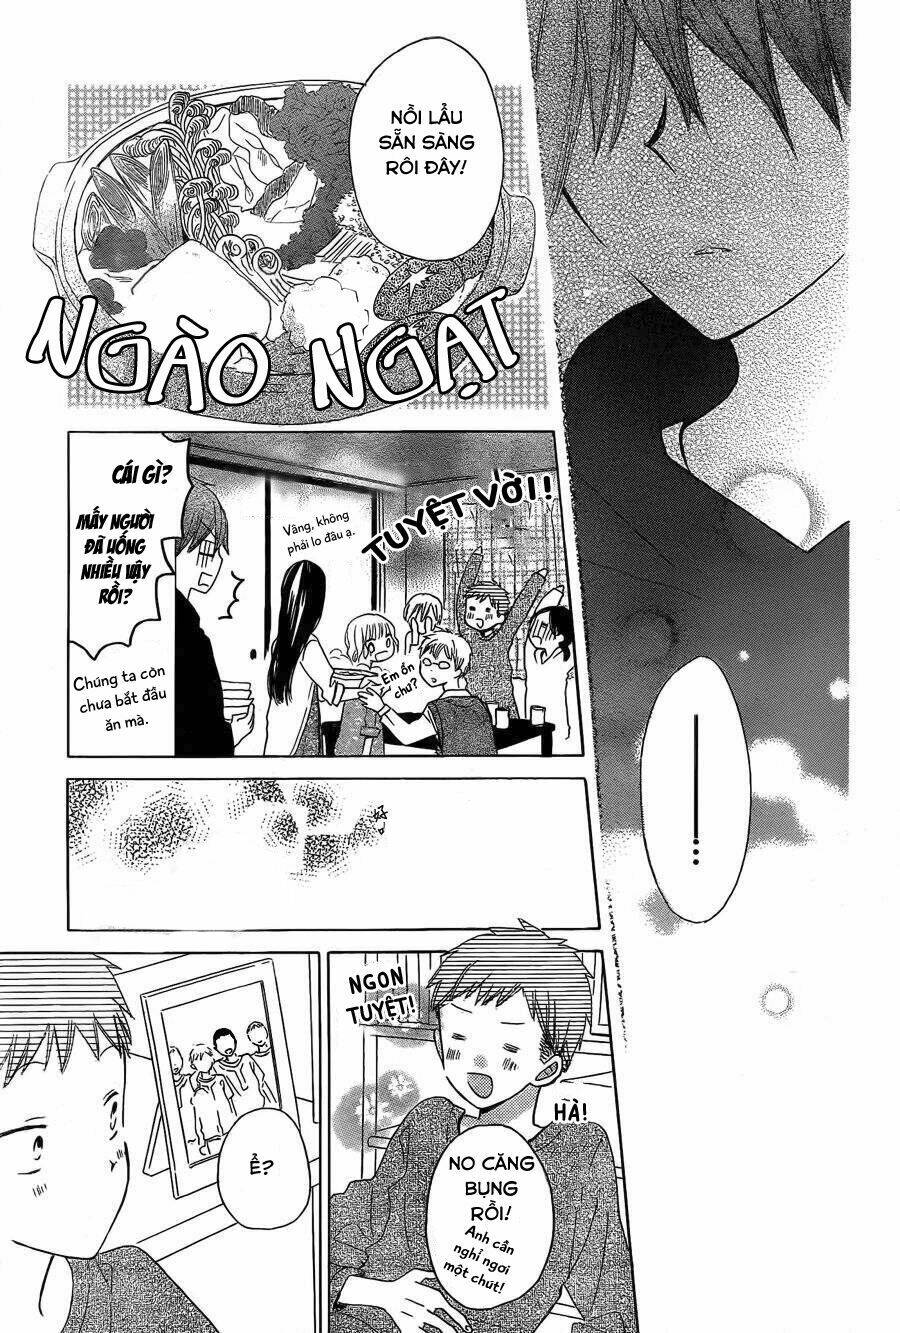 ......
NỒI LẨU
SẴN SÀNG
RÔI ĐÂY!
NGÀO NGẠT
TUYỆT VỜI!
Vâng, không
phải lo đâu ạ.
Em ổn
chứ?
CÁI GÌ?
MẤY NGƯỜI
ĐÃ UỐNG
NHIỀU VẬY
RỒI?
Chúng ta còn
chưa bắt đầu
ăn mà.
NGON
TUYỆT!
HÀ!
NO CĂNG
BỤNG
RỒI!
Anh cần
nghỉ ngơi
một chút!
Ể?